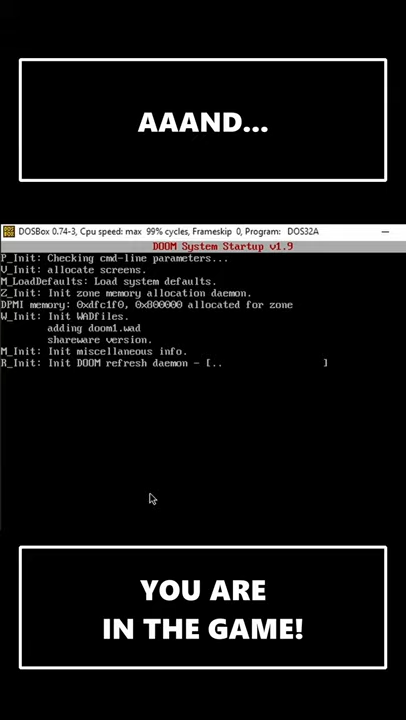 AAAND...
DOSBox 0.74-3, Cpu speed: max 99% cycles, Frameskip 0, Program: DOS32A
DOOM System Startup v1.9
P_Init: Checking cmd-line parameters...
V_Init: allocate screens.
M_LoadDefaults: Load system defaults.
Z_Init: Init zone memory allocation daemon.
DPMI memory: 0xdfc1f0, 0x800000 allocated for zone
W_Init: Init WADfiles.
adding doom1.wad
shareware version.
M_Init: Init miscellaneous info.
R_Init: Init DOOM refresh daemon - [.. ]
YOU ARE
IN THE GAME!